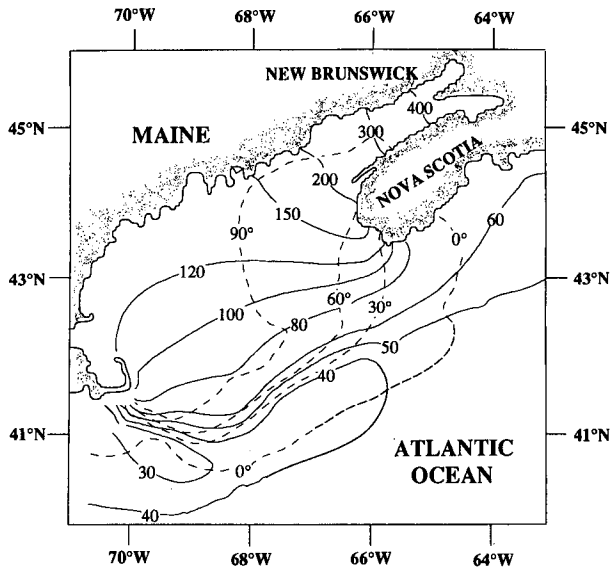 70°W 68°W 66°W 64°W
NEW BRUNSWICK
400
45°N MAINE 300 45°N
NOVA SCOTIA
200
150
90° 0° 60
43°N 120 43°N
60° 30°
100
80 50
40
41°N 41°N
ATLANTIC
30 0° OCEAN
40
70°W 68°W 66°W 64°W